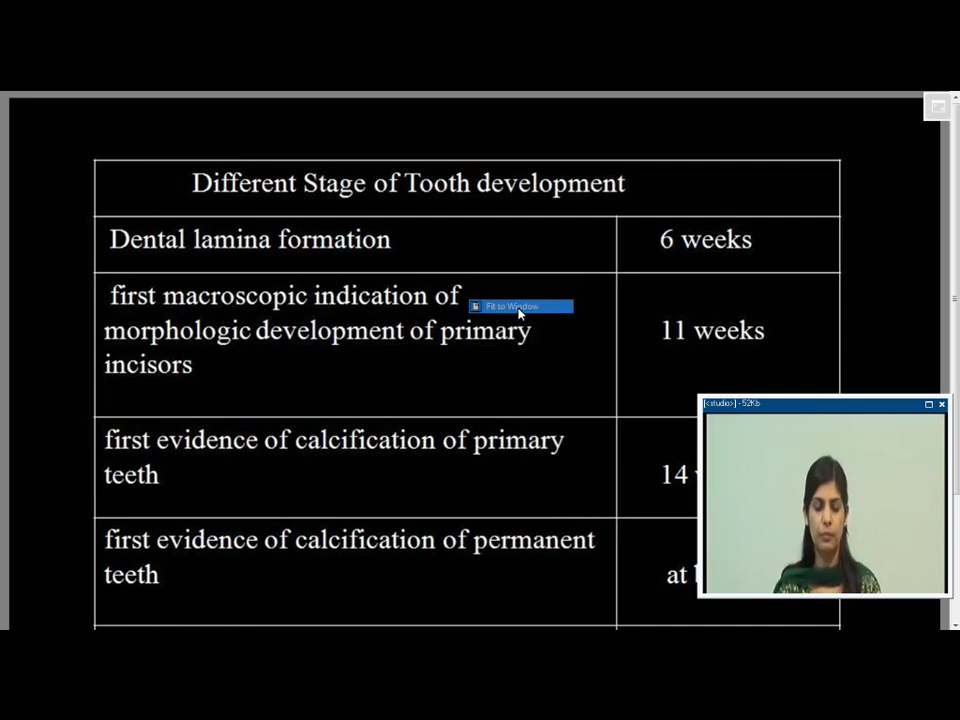 Different Stage of Tooth development
Dental lamina formation
6 weeks
first macroscopic indication of
morphologic development of primary
incisors
11 weeks
Fit to Window
first evidence of calcification of primary
teeth
14
first evidence of calcification of permanent
teeth
at
[<studio>] - 52Kb